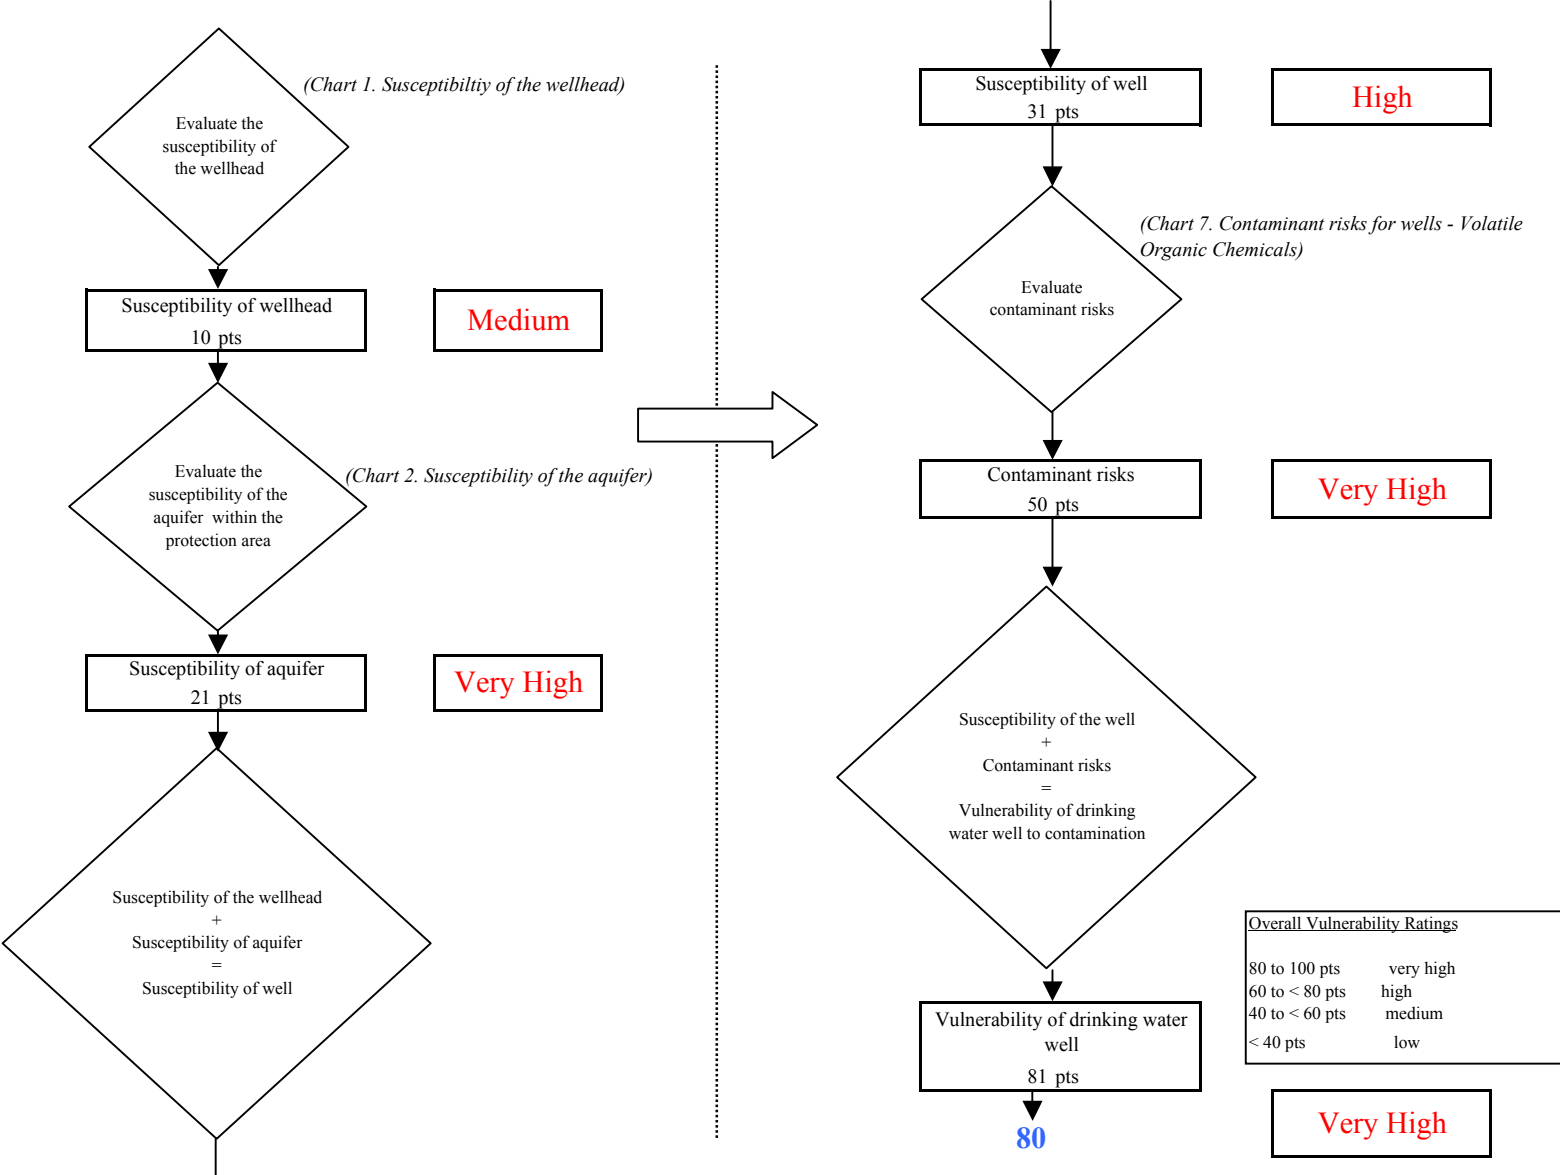 (Chart 1. Susceptibiltiy of the wellhead)
Evaluate the
susceptibility of
the wellhead
Susceptibility of wellhead
10 pts
Medium
Evaluate the
susceptibility of the
aquifer within the
protection area
(Chart 2. Susceptibility of the aquifer)
Susceptibility of aquifer
21 pts
Very High
Susceptibility of the wellhead
+
Susceptibility of aquifer
=
Susceptibility of well
Susceptibility of well
31 pts
High
(Chart 7. Contaminant risks for wells - Volatile
Organic Chemicals)
Evaluate
contaminant risks
Contaminant risks
50 pts
Very High
Susceptibility of the well
+
Contaminant risks
=
Vulnerability of drinking
water well to contamination
Overall Vulnerability Ratings
80 to 100 pts very high
60 to < 80 pts high
40 to < 60 pts medium
< 40 pts low
Vulnerability of drinking water
well
81 pts
80
Very High